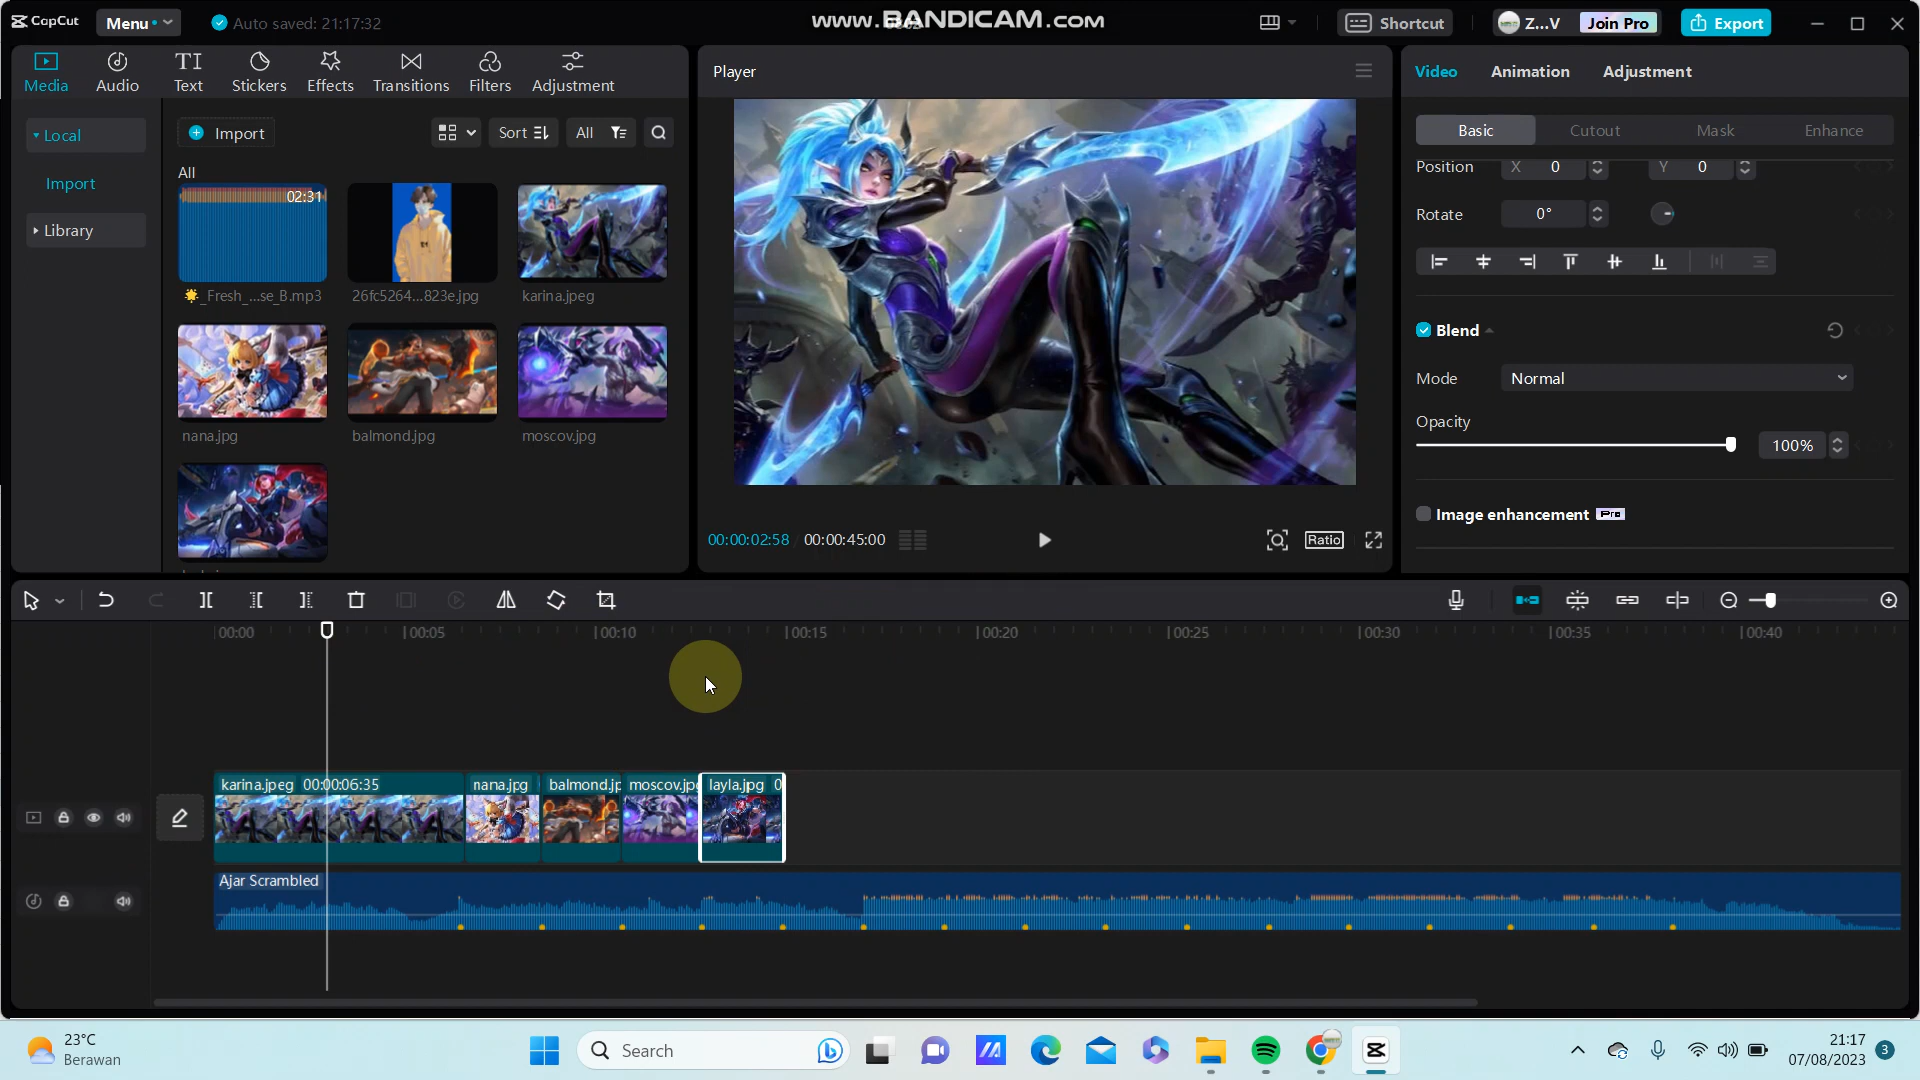 CapCut
Menu
Auto saved: 21:17:32
www.BANDICAM.com
Shortcut
Z...V
Join Pro
Export
Media
Audio
Text
Stickers
Effects
Transitions
Filters
Adjustment
Player
Video
Animation
Adjustment
Local
Import
Library
Import
Sort
All
All
02:31
_Fresh_...se_B.mp3
26fc5264...823e.jpg
karina.jpeg
nana.jpg
balmond.jpg
moscov.jpg
00:00:02:58
00:00:45:00
Ratio
Basic
Cutout
Mask
Enhance
Position
X 0
Y 0
Rotate
0°
Blend
Mode
Normal
Opacity
100%
Image enhancement
Pro
00:00
00:05
00:10
00:15
00:20
00:25
00:30
00:35
00:40
karina.jpeg 00:00:06:35
nana.jpg
balmond.jp
moscov.jpg
layla.jpg 0
Ajar Scrambled
23°C
Berawan
Search
21:17
07/08/2023
3